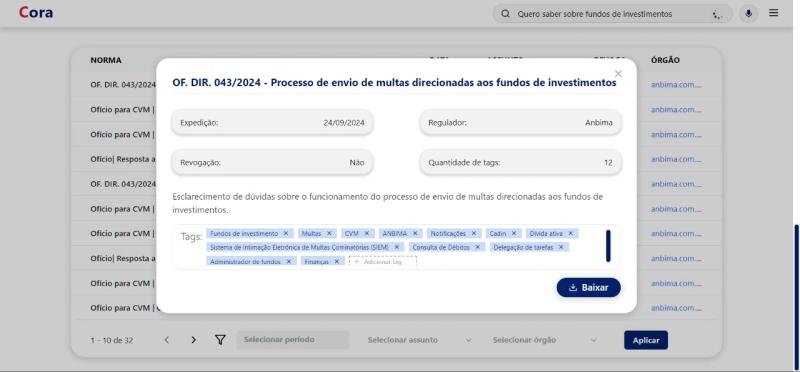 Cora
Quero saber sobre fundos de investimentos
NORMA
ÓRGÃO
OF. DIR. 043/2024 - Processo de envio de multas direcionadas aos fundos de investimentos
OF. DIR. 043/2024
anbima.com....
Ofício para CVM |
anbima.com....
Expedição: 24/09/2024
Regulador: Anbima
Ofício para CVM |
anbima.com....
Ofício| Resposta a
anbima.com....
Revogação: Não
Quantidade de tags: 12
OF. DIR. 043/2024
anbima.com....
Esclarecimento de dúvidas sobre o funcionamento do processo de envio de multas direcionadas aos fundos de
investimentos.
Ofício para CVM |
anbima.com....
Ofício para CVM |
anbima.com....
Tags: Fundos de investimento × Multas × CVM × ANBIMA × Notificações × Cadin × Dívida ativa ×
Sistema de Intimação Eletrônica de Multas Cominatórias (SIEM) × Consulta de Débitos × Delegação de tarefas ×
Administrador de fundos × Finanças × + Adicionar tag
Ofício| Resposta a
anbima.com....
Ofício para CVM |
anbima.com....
Baixar
Ofício para CVM |
anbima.com....
1 - 10 de 32
Selecionar período
Selecionar assunto
Selecionar órgão
Aplicar